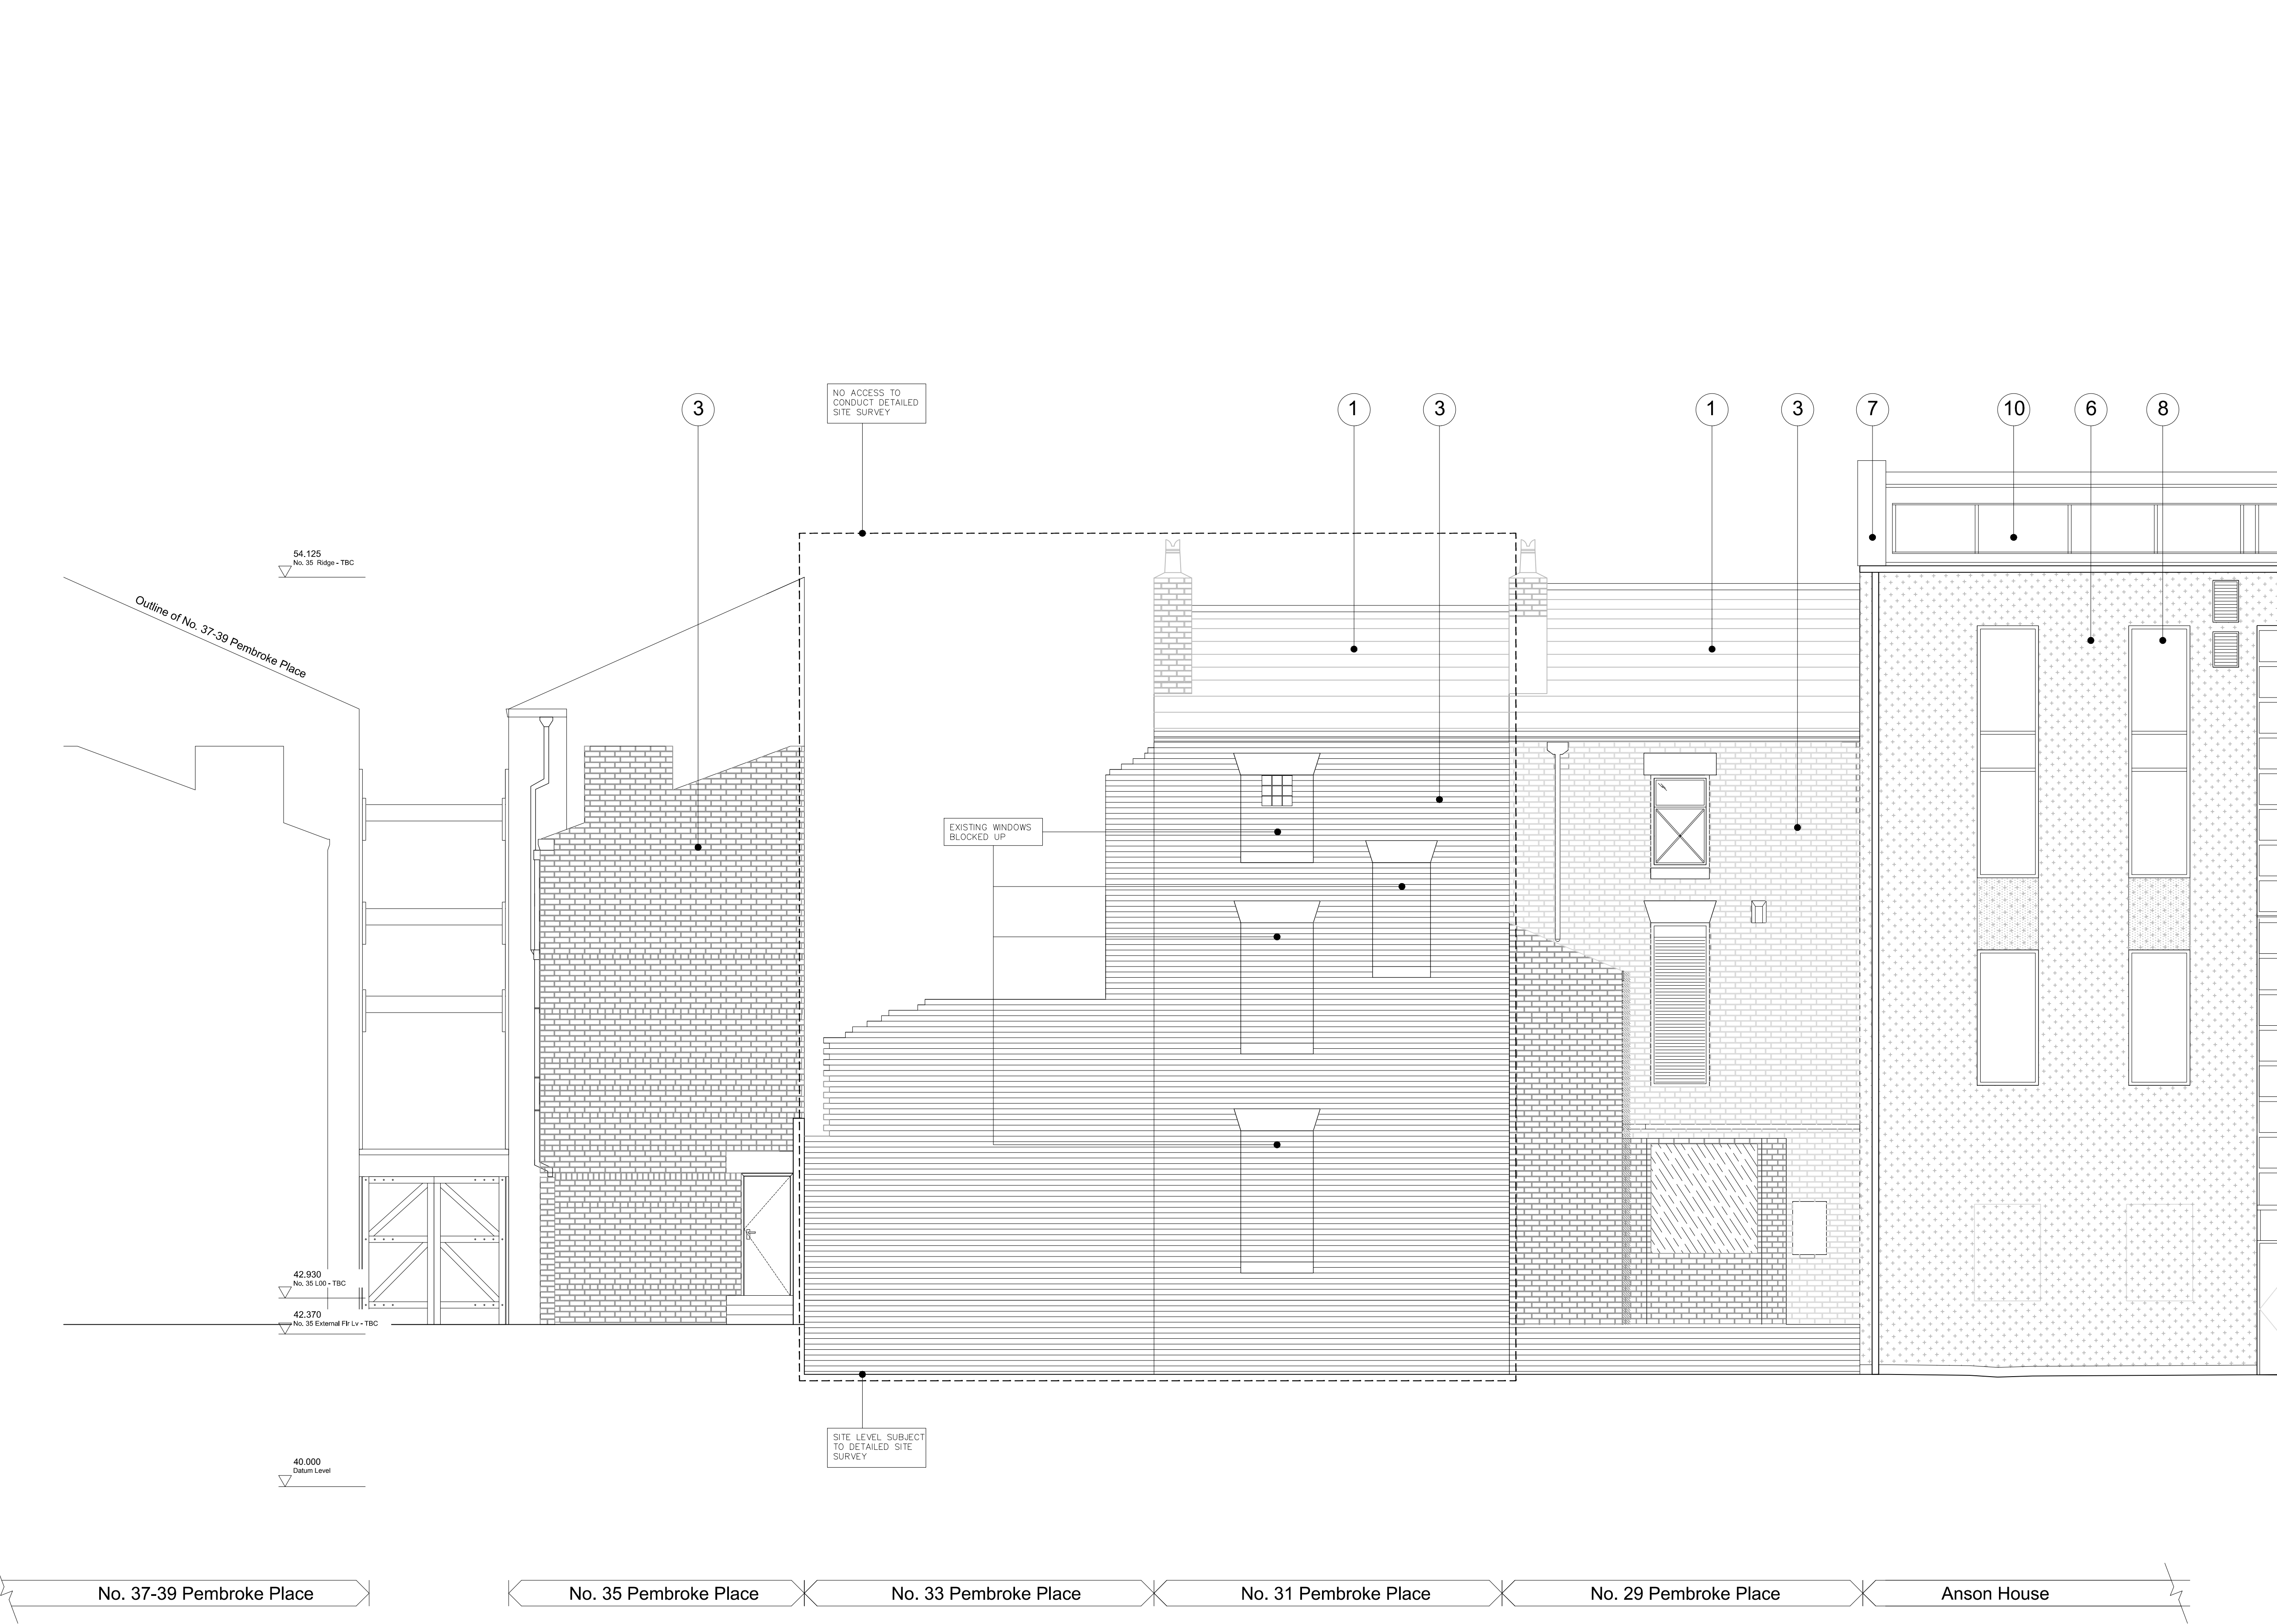 NO ACCESS TO
CONDUCT DETAILED
SITE SURVEY
3
1
3
1
3
7
10
6
8
54.125
No. 35 Ridge - TBC
Outline of No. 37-39 Pembroke Place
EXISTING WINDOWS
BLOCKED UP
42.930
No. 35 L00 - TBC
42.370
No. 35 External Flr Lv - TBC
SITE LEVEL SUBJECT
TO DETAILED SITE
SURVEY
40.000
Datum Level
No. 37-39 Pembroke Place
No. 35 Pembroke Place
No. 33 Pembroke Place
No. 31 Pembroke Place
No. 29 Pembroke Place
Anson House